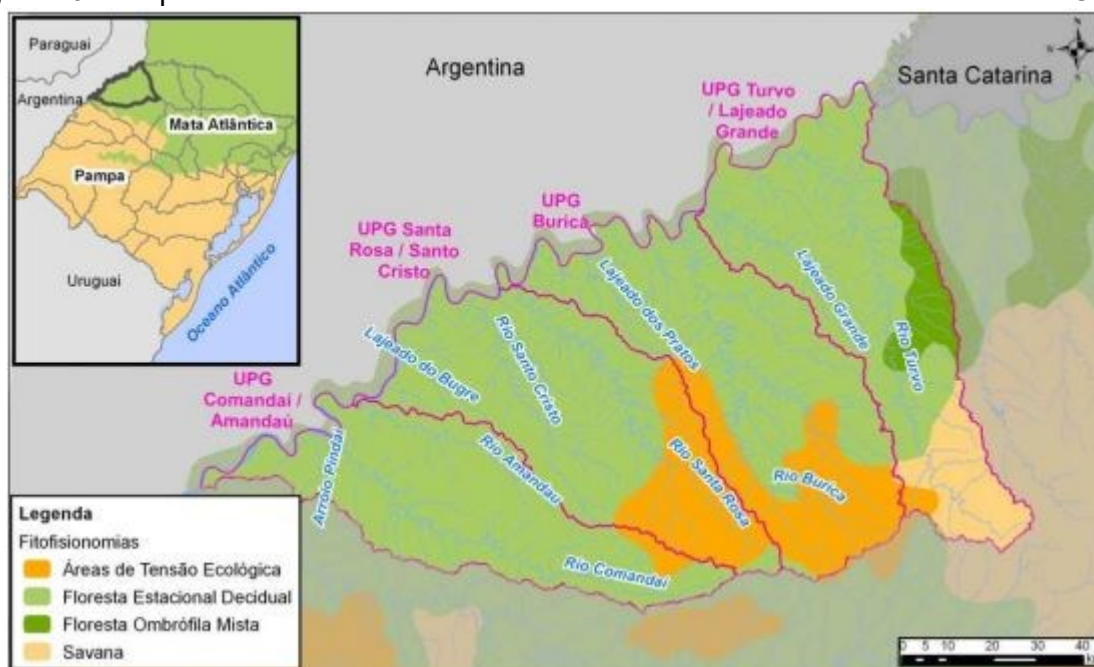 Paraguai
Argentina
Mata Atlântica
Pampa
Uruguai
Oceano Atlântico
Argentina
Santa Catarina
N
UPG Turvo
/ Lajeado
Grande
UPG
Buricá
UPG Santa
Rosa / Santo
Cristo
UPG
Comandaí /
Amandaú
Lajeado Grande
Rio Turvo
Lajeado dos Pratos
Rio Santo Cristo
Lajeado do Bugre
Rio Amandau
Arroio Pindaí
Rio Santa Rosa
Rio Burica
Rio Comandaí
Legenda
Fitofisionomias
Áreas de Tensão Ecológica
Floresta Estacional Decidual
Floresta Ombrófila Mista
Savana
0 5 10 20 30 40